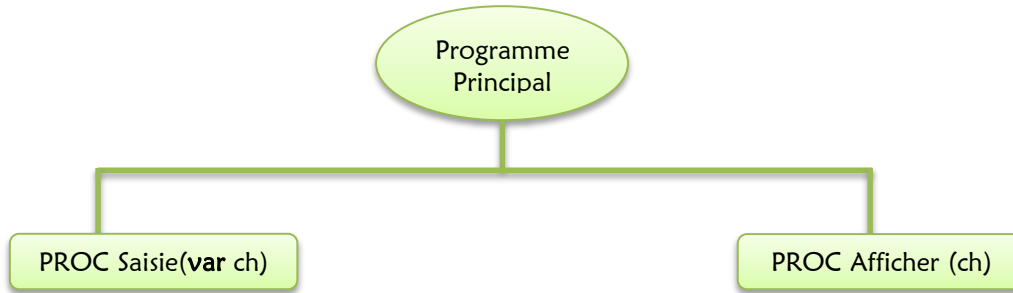 Programme
Principal
PROC Saisie(var ch)
PROC Afficher (ch)